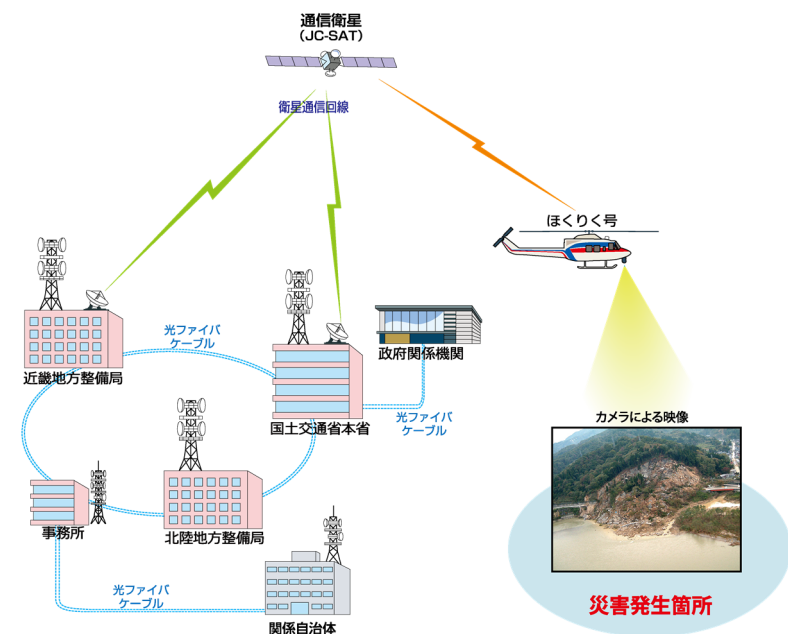 通信衛星
（JC-SAT）
衛星通信回線
ほくりく号
光ファイバ
ケーブル
近畿地方整備局
政府関係機関
国土交通省本省
光ファイバ
ケーブル
カメラによる映像
事務所
北陸地方整備局
光ファイバ
ケーブル
関係自治体
災害発生箇所